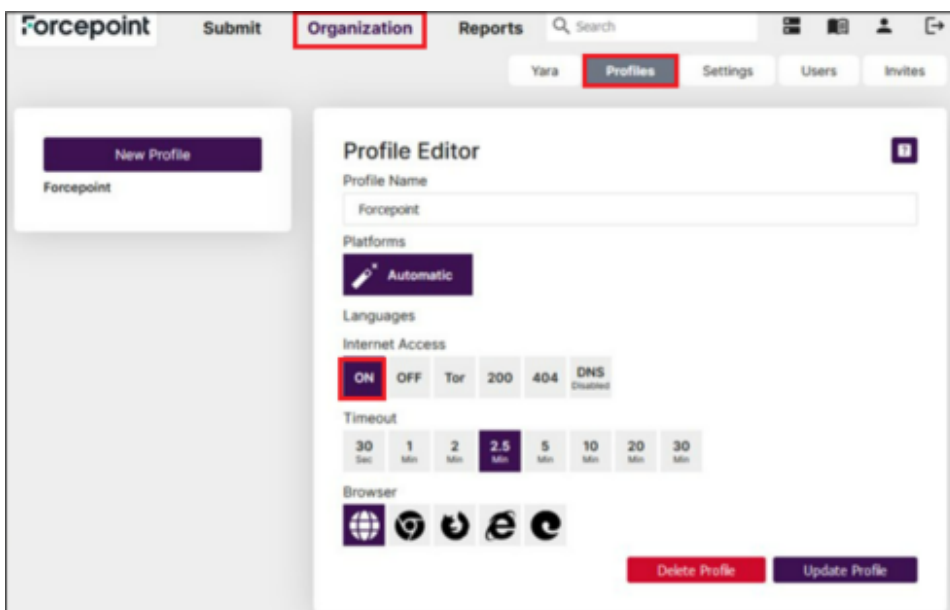 Forcepoint Submit Organization Reports Search
Yara Profiles Settings Users Invites
New Profile
Forcepoint
Profile Editor
?
Profile Name
Forcepoint
Platforms
Automatic
Languages
Internet Access
ON OFF Tor 200 404 DNS
Disabled
Timeout
30 1 2 2.5 5 10 20 30
Sec Min Min Min Min Min Min Min
Browser
Delete Profile Update Profile